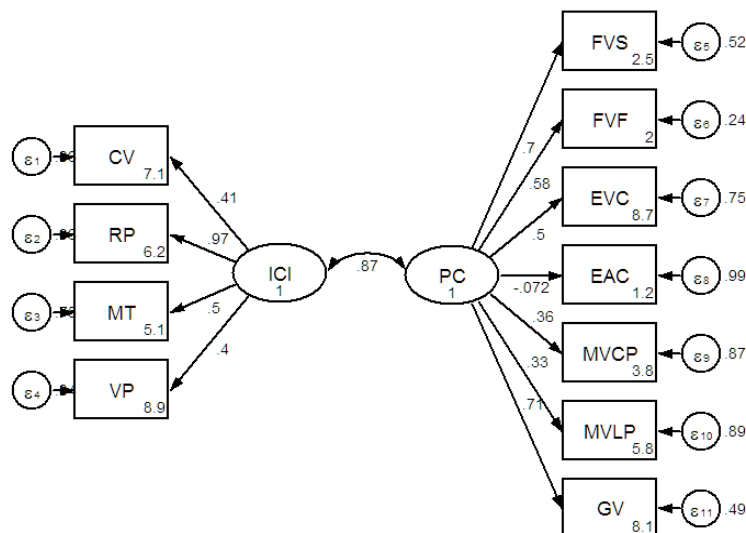 FVS
2.5
ε5
.52
FVF
2
ε6
.24
CV
7.1
ε1
.7
.41
.58
EVC
8.7
ε7
.75
RP
6.2
ε2
.97
.5
ICI
1
.87
PC
1
-.072
EAC
1.2
ε8
.99
MT
5.1
ε3
.5
.36
MVCP
3.8
ε9
.87
VP
8.9
ε4
.4
.33
.71
MVLP
5.8
ε10
.89
GV
8.1
ε11
.49